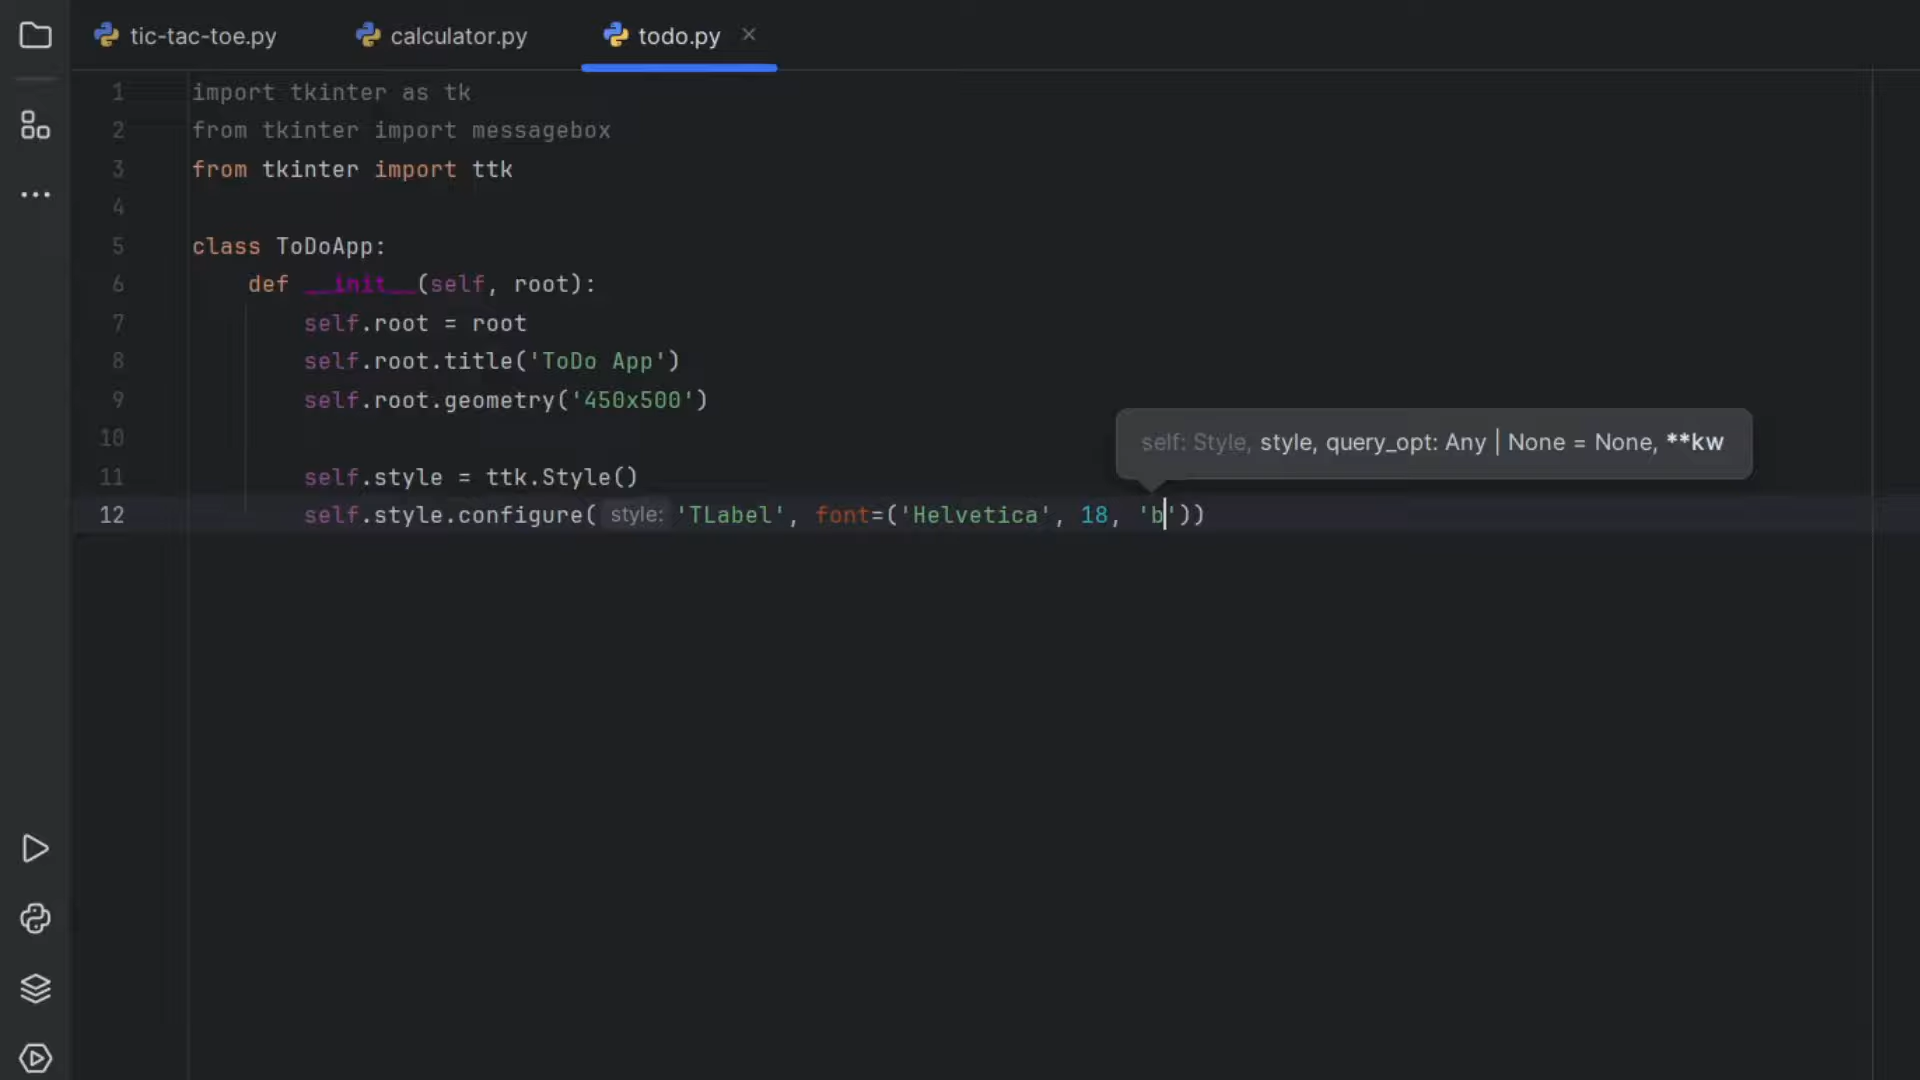 tic-tac-toe.py calculator.py todo.py
1 import tkinter as tk
2 from tkinter import messagebox
3 from tkinter import ttk
4
5 class ToDoApp:
6     def __init__(self, root):
7         self.root = root
8         self.root.title('ToDo App')
9         self.root.geometry('450x500')
10
self: Style, style, query_opt: Any | None = None, **kw
11         self.style = ttk.Style()
12         self.style.configure( style: 'TLabel', font=('Helvetica', 18, 'b'))